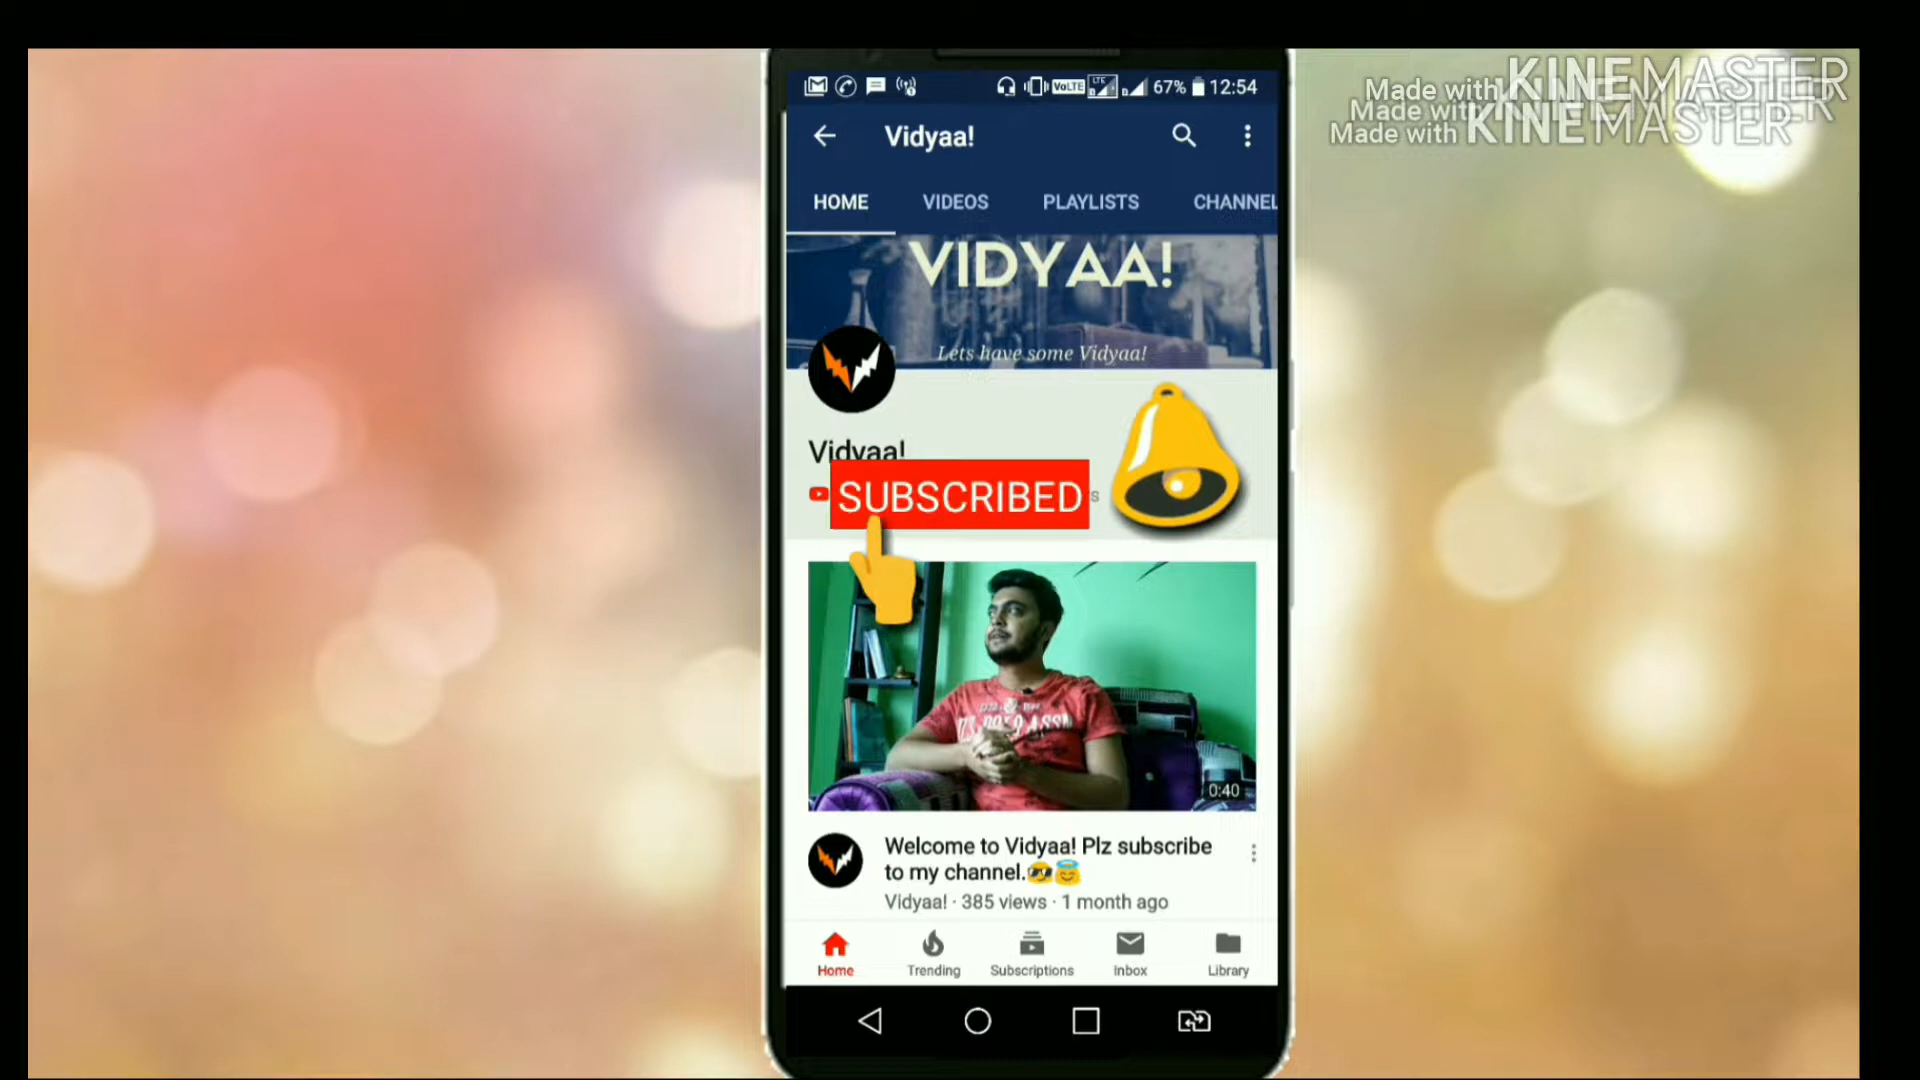 Made with KINEMASTER
Made with KINEMASTER
Made with KINEMASTER
VoLTE LTE 67% 12:54
Vidyaa!
HOME VIDEOS PLAYLISTS CHANNEL
VIDYAA!
Lets have some Vidyaa!
Vidyaa!
SUBSCRIBED
0:40
Welcome to Vidyaa! Plz subscribe
to my channel.😎😇
Vidyaa! · 385 views · 1 month ago
Home Trending Subscriptions Inbox Library